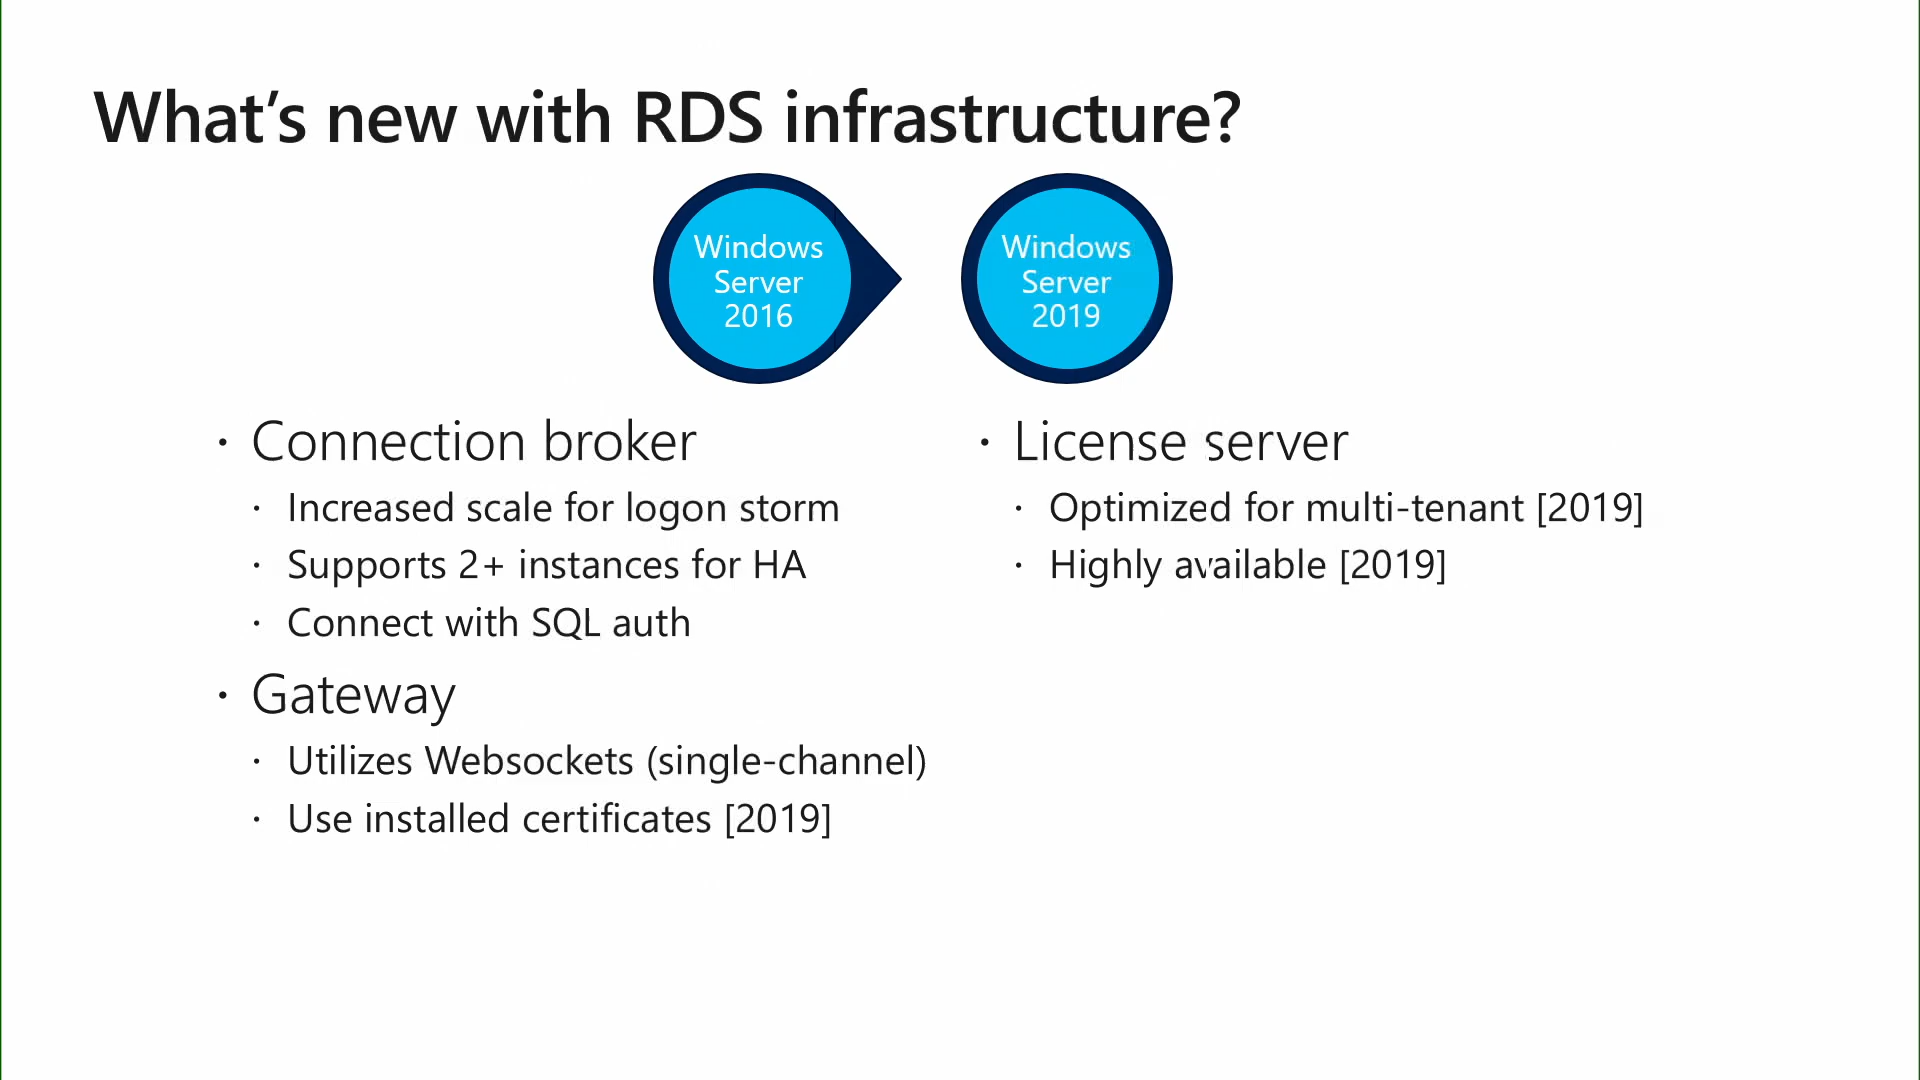 What's new with RDS infrastructure?
Windows
Server
2016
Windows
Server
2019
· Connection broker
· Increased scale for logon storm
· Supports 2+ instances for HA
· Connect with SQL auth
· Gateway
· Utilizes Websockets (single-channel)
· Use installed certificates [2019]
· License server
· Optimized for multi-tenant [2019]
· Highly available [2019]